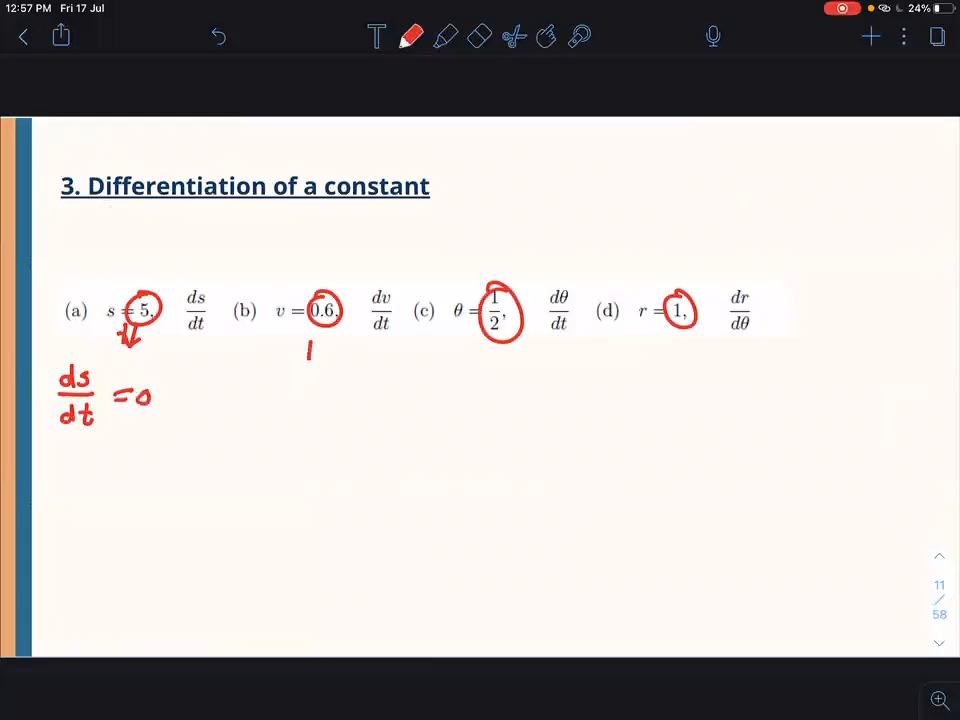 12:57 PM Fri 17 Jul 24%
T
3. Differentiation of a constant
(a) s = 5, ds/dt (b) v = 0.6, dv/dt (c) θ = 1/2, dθ/dt (d) r = 1, dr/dθ
ds/dt = 0
11
/
58